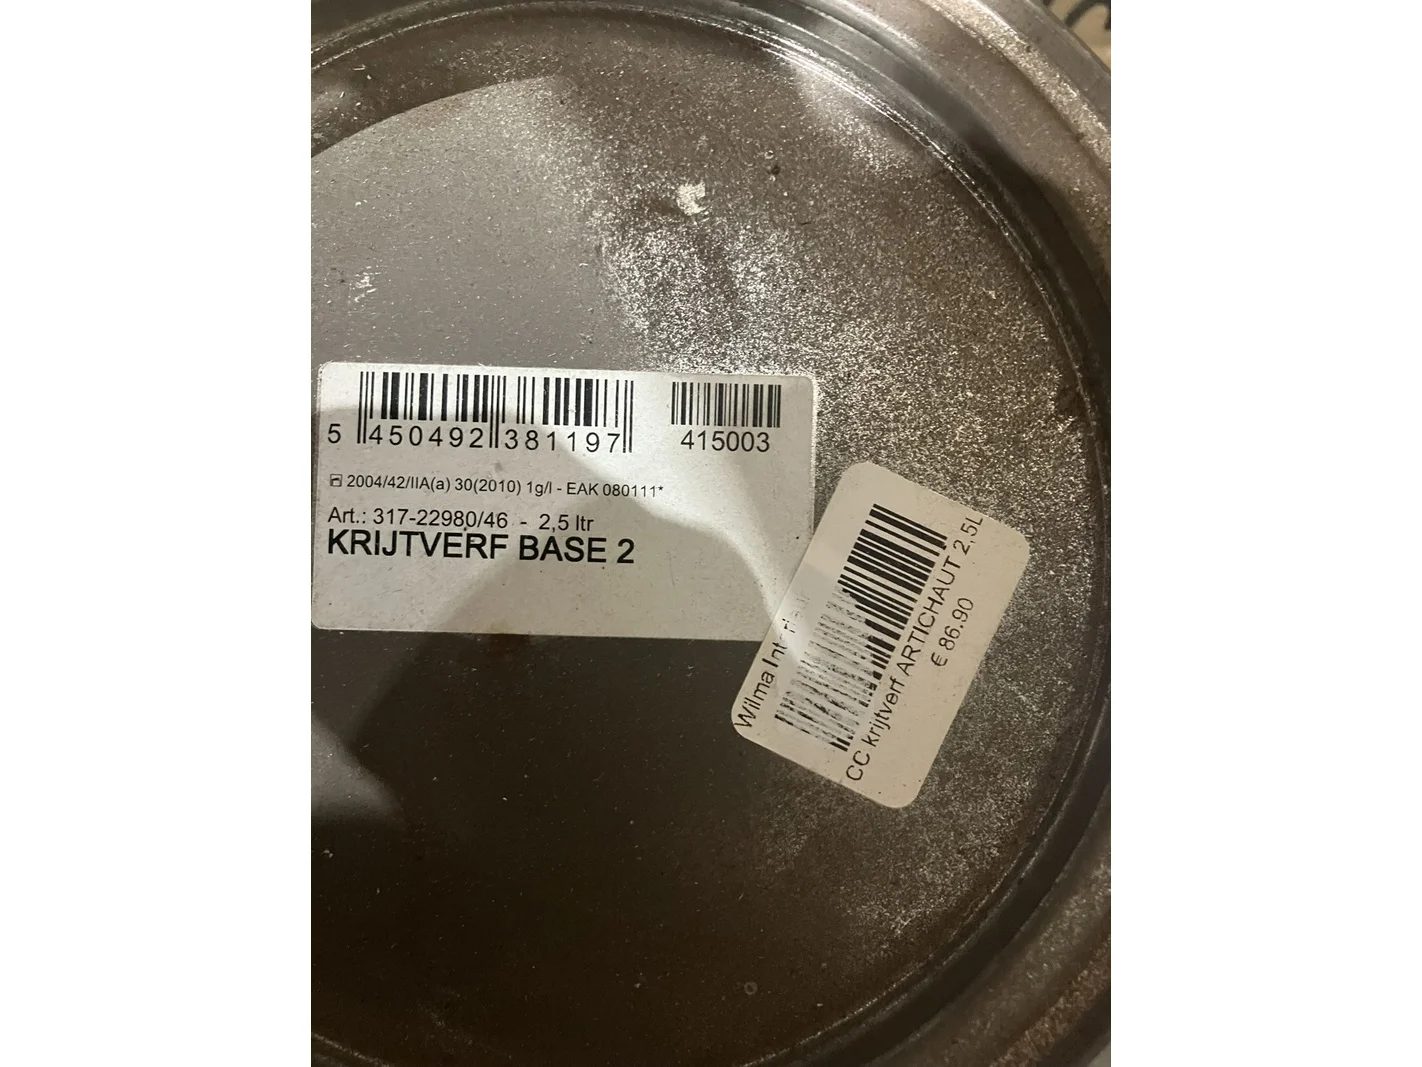 5 450492 381197
415003
2004/42/IIA(a) 30(2010) 1g/l - EAK 080111*
Art.: 317-22980/46 - 2,5 ltr
KRIJTVERF BASE 2
Wilma
CC krijtverf ARTICHAUT 2,5L
€ 86.90